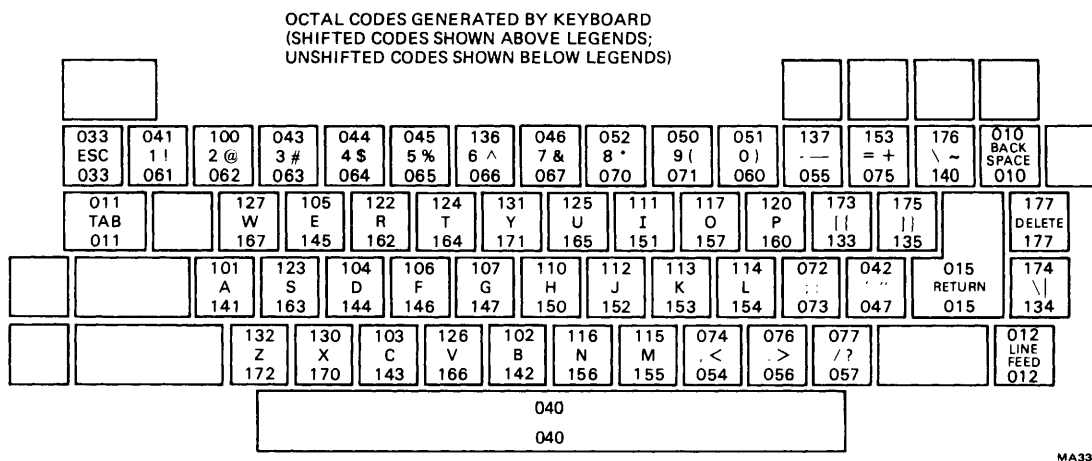 OCTAL CODES GENERATED BY KEYBOARD
(SHIFTED CODES SHOWN ABOVE LEGENDS;
UNSHIFTED CODES SHOWN BELOW LEGENDS)
033 041 100 043 044 045 136 046 052 050 051 137 153 176 010
ESC 1 ! 2 @ 3 # 4 $ 5 % 6 ^ 7 & 8 * 9 ( 0 ) - — = + \ ~ BACK SPACE
033 061 062 063 064 065 066 067 070 071 060 055 075 140 010
011 127 105 122 124 131 125 111 117 120 173 175 177
TAB W E R T Y U I O P [ { ] } DELETE
011 167 145 162 164 171 165 151 157 160 133 135 177
101 123 104 106 107 110 112 113 114 072 042 015 174
A S D F G H J K L ; : ' " RETURN \ |
141 163 144 146 147 150 152 153 154 073 047 015 134
132 130 103 126 102 116 115 074 076 077 012
Z X C V B N M , < . > / ? LINE FEED
172 170 143 166 142 156 155 054 056 057 012
040
040
MA33